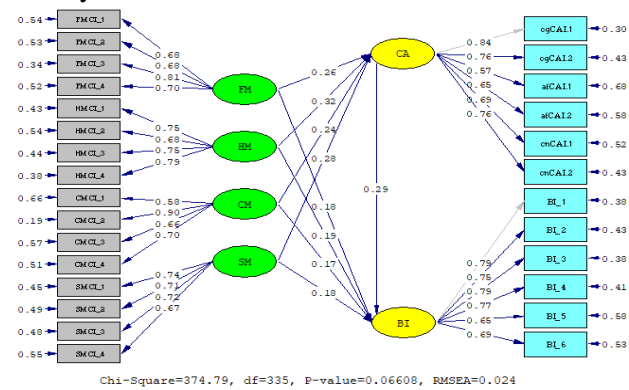 0.54 FMCI_1
0.53 FMCI_2
0.34 FMCI_3
0.52 FMCI_4
0.43 HMCI_1
0.54 HMCI_2
0.44 HMCI_3
0.38 HMCI_4
0.66 CMCI_1
0.19 CMCI_2
0.57 CMCI_3
0.51 CMCI_4
0.45 SMCI_1
0.49 SMCI_2
0.48 SMCI_3
0.55 SMCI_4
0.68
0.68
0.81
0.70
0.75
0.68
0.75
0.79
0.58
0.90
0.66
0.70
0.74
0.71
0.72
0.67
FM
HM
CM
SM
0.26
0.32
0.24
0.28
0.18
0.19
0.17
0.18
CA
0.29
BI
0.84
0.76
0.57
0.65
0.69
0.76
0.79
0.75
0.79
0.77
0.65
0.69
cgCAI1 0.30
cgCAI2 0.43
afCAI1 0.68
afCAI2 0.58
cnCAI1 0.52
cnCAI2 0.43
BI_1 0.38
BI_2 0.43
BI_3 0.38
BI_4 0.41
BI_5 0.58
BI_6 0.53
Chi-Square=374.79, df=335, P-value=0.06608, RMSEA=0.024